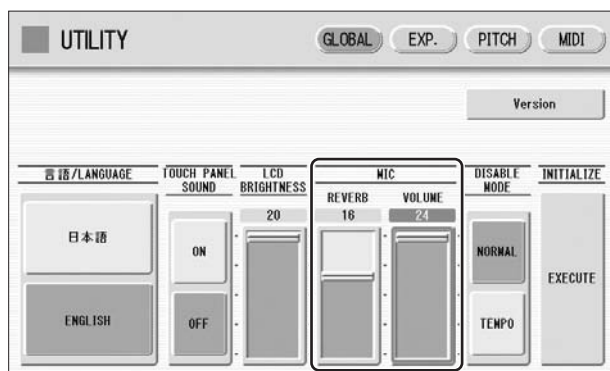 UTILITY
GLOBAL
EXP.
PITCH
MIDI
Version
言語/LANGUAGE
日本語
ENGLISH
TOUCH PANEL
SOUND
ON
OFF
LCD
BRIGHTNESS
20
MIC
REVERB
16
VOLUME
24
DISABLE
MODE
NORMAL
TEMPO
INITIALIZE
EXECUTE